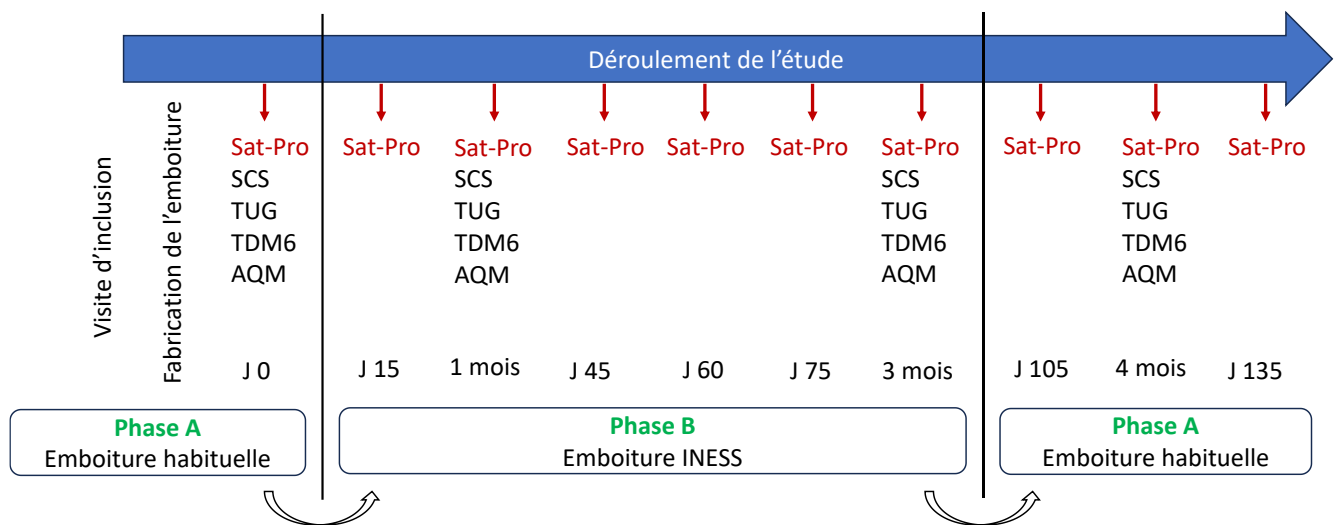 Déroulement de l'étude
Visite d'inclusion
Fabrication de l'emboiture
Sat-Pro
SCS
TUG
TDM6
AQM
J 0
Sat-Pro
J 15
Sat-Pro
SCS
TUG
TDM6
AQM
1 mois
Sat-Pro
J 45
Sat-Pro
J 60
Sat-Pro
J 75
Sat-Pro
SCS
TUG
TDM6
AQM
3 mois
Sat-Pro
J 105
Sat-Pro
SCS
TUG
TDM6
AQM
4 mois
Sat-Pro
J 135
Phase A
Emboiture habituelle
Phase B
Emboiture INESS
Phase A
Emboiture habituelle